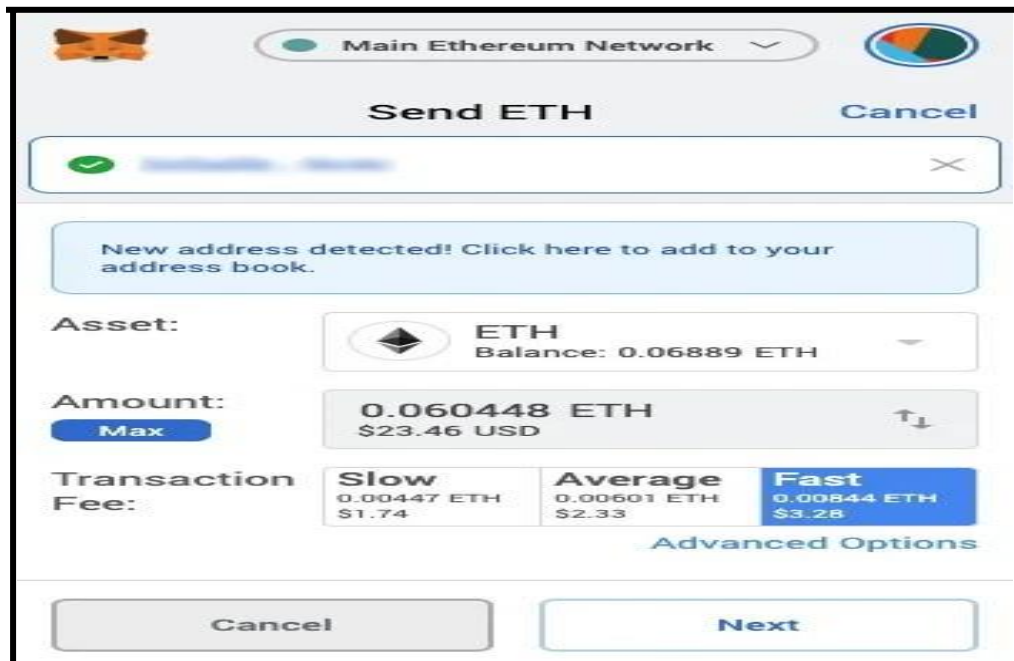 Main Ethereum Network
Send ETH
Cancel
New address detected! Click here to add to your
address book.
Asset:
ETH
Balance: 0.06889 ETH
Amount:
Max
0.060448 ETH
$23.46 USD
Transaction
Fee:
Slow
0.00447 ETH
$1.74
Average
0.00601 ETH
$2.33
Fast
0.00844 ETH
$3.28
Advanced Options
Cancel
Next